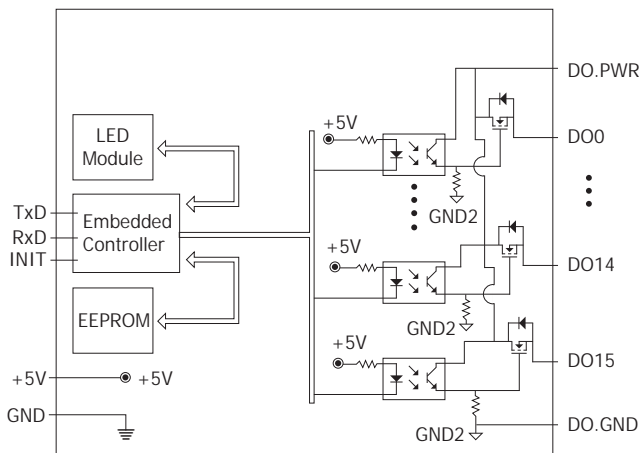 DO.PWR
LED
Module
+5V
DO0
TxD
RxD
INIT
Embedded
Controller
GND2
+5V
DO14
EEPROM
GND2
+5V
DO15
+5V
+5V
GND
GND2
DO.GND